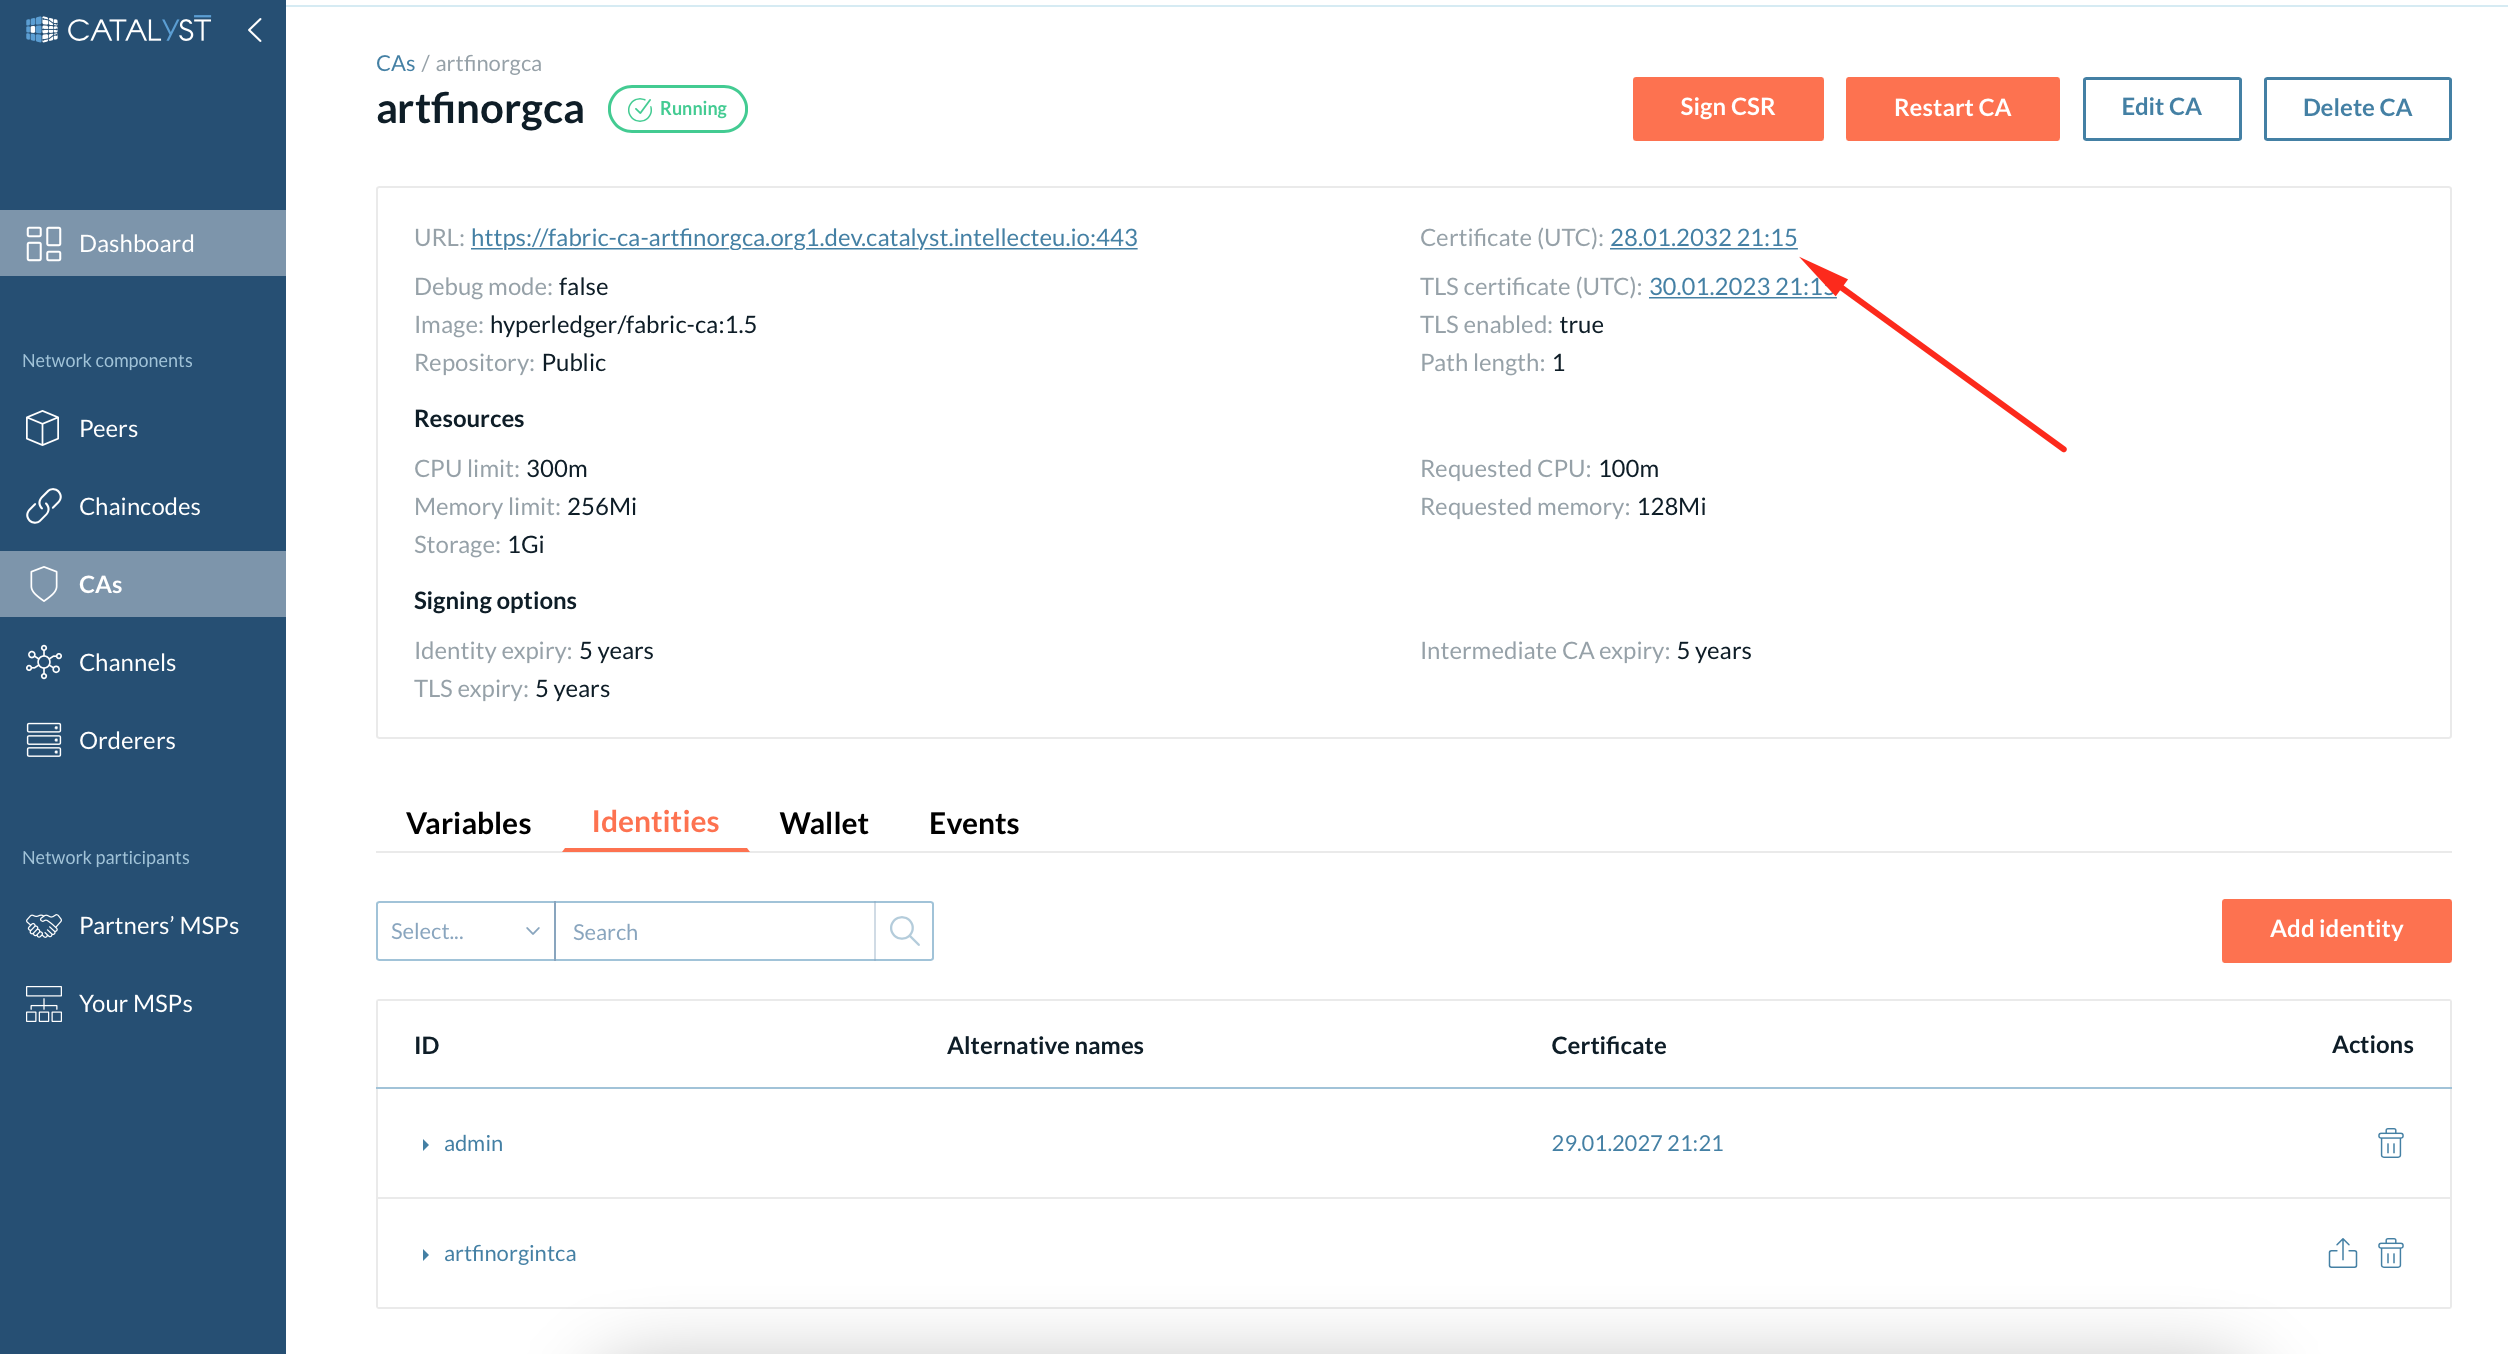 CATALYST
Dashboard
Network components
Peers
Chaincodes
CAs
Channels
Orderers
Network participants
Partners’ MSPs
Your MSPs
CAs / artfinorgca
artfinorgca
Running
Sign CSR
Restart CA
Edit CA
Delete CA
URL: https://fabric-ca-artfinorgca.org1.dev.catalyst.intellecteu.io:443
Debug mode: false
Image: hyperledger/fabric-ca:1.5
Repository: Public
Certificate (UTC): 28.01.2032 21:15
TLS certificate (UTC): 30.01.2023 21:15
TLS enabled: true
Path length: 1
Resources
CPU limit: 300m
Memory limit: 256Mi
Storage: 1Gi
Requested CPU: 100m
Requested memory: 128Mi
Signing options
Identity expiry: 5 years
TLS expiry: 5 years
Intermediate CA expiry: 5 years
Variables
Identities
Wallet
Events
Select...
Search
Add identity
ID
Alternative names
Certificate
Actions
admin
29.01.2027 21:21
artfinorgintca